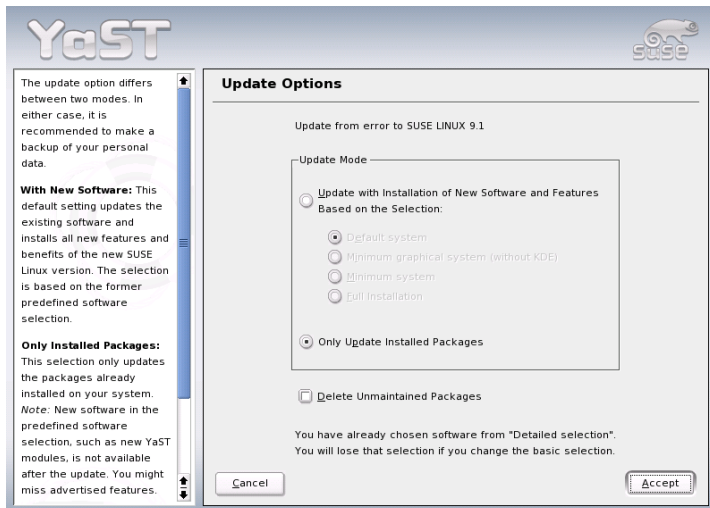 YaST
SUSE
The update option differs
between two modes. In
either case, it is
recommended to make a
backup of your personal
data.
With New Software: This
default setting updates the
existing software and
installs all new features and
benefits of the new SUSE
Linux version. The selection
is based on the former
predefined software
selection.
Only Installed Packages:
This selection only updates
the packages already
installed on your system.
Note: New software in the
predefined software
selection, such as new YaST
modules, is not available
after the update. You might
miss advertised features.
Update Options
Update from error to SUSE LINUX 9.1
Update Mode
Update with Installation of New Software and Features
Based on the Selection:
Default system
Minimum graphical system (without KDE)
Minimum system
Full Installation
Only Update Installed Packages
Delete Unmaintained Packages
You have already chosen software from "Detailed selection".
You will lose that selection if you change the basic selection.
Cancel
Accept